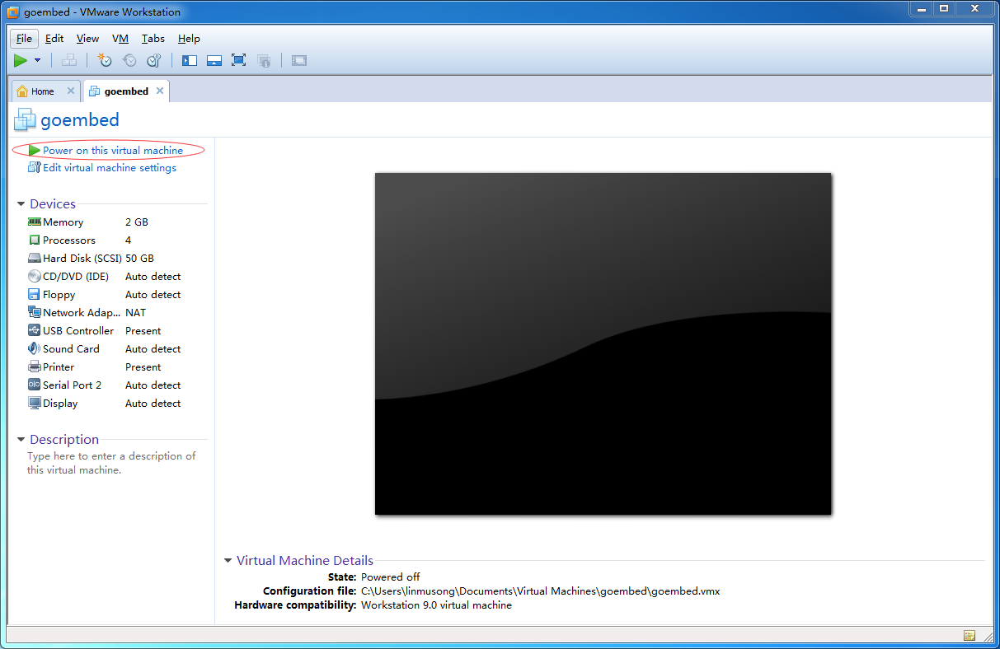 goembed - VMware Workstation
File Edit View VM Tabs Help
Home goembed
goembed
Power on this virtual machine
Edit virtual machine settings
Devices
Memory 2 GB
Processors 4
Hard Disk (SCSI) 50 GB
CD/DVD (IDE) Auto detect
Floppy Auto detect
Network Adap... NAT
USB Controller Present
Sound Card Auto detect
Printer Present
Serial Port 2 Auto detect
Display Auto detect
Description
Type here to enter a description of
this virtual machine.
Virtual Machine Details
State: Powered off
Configuration file: C:\Users\linmusong\Documents\Virtual Machines\goembed\goembed.vmx
Hardware compatibility: Workstation 9.0 virtual machine